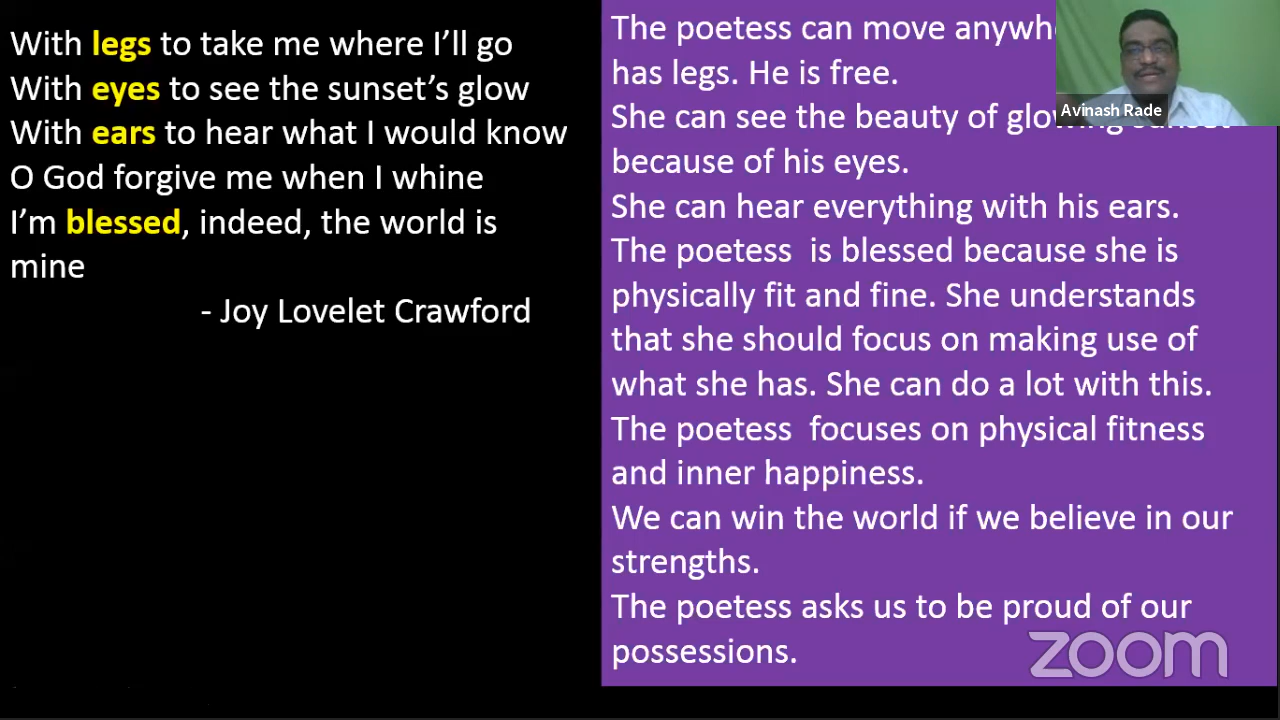 With legs to take me where I’ll go
With eyes to see the sunset’s glow
With ears to hear what I would know
O God forgive me when I whine
I’m blessed, indeed, the world is
mine
- Joy Lovelet Crawford
The poetess can move
has legs. He is free.
She can see the beauty of glowing sunset
because of his eyes.
She can hear everything with his ears.
The poetess is blessed because she is
physically fit and fine. She understands
that she should focus on making use of
what she has. She can do a lot with this.
The poetess focuses on physical fitness
and inner happiness.
We can win the world if we believe in our
strengths.
The poetess asks us to be proud of our
possessions.
Avinash Rade
zoom